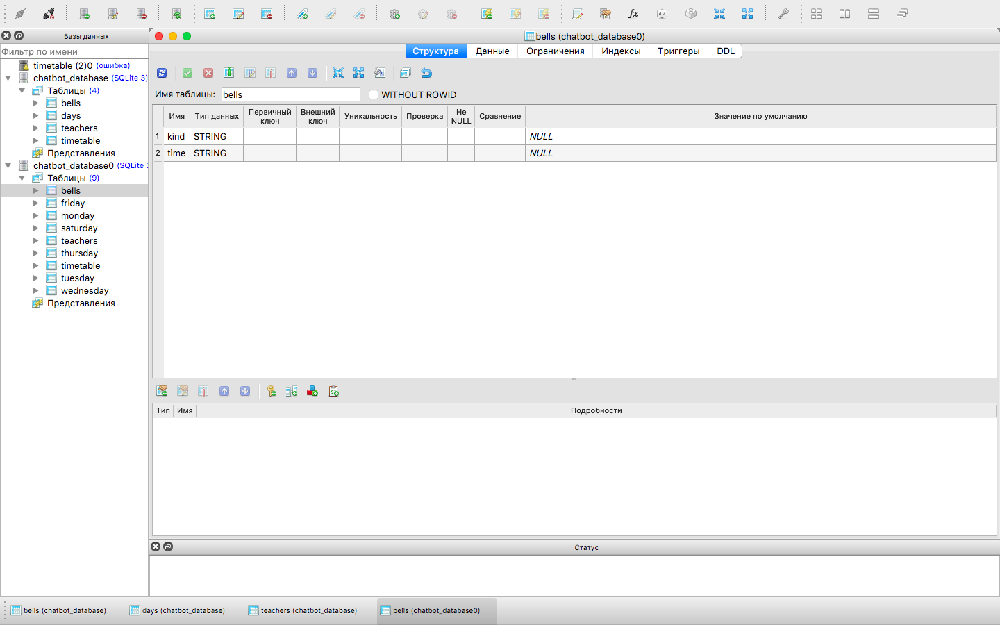 Базы данных
Фильтр по имени
timetable (2)0 (ошибка)
chatbot_database (SQLite 3)
Таблицы (4)
bells
days
teachers
timetable
Представления
chatbot_database0 (SQLite 3
Таблицы (9)
bells
friday
monday
saturday
teachers
thursday
timetable
tuesday
wednesday
Представления
bells (chatbot_database0)
Структура Данные Ограничения Индексы Триггеры DDL
Имя таблицы: bells WITHOUT ROWID
Имя Тип данных Первичный ключ Внешний ключ Уникальность Проверка Не NULL Сравнение Значение по умолчанию
1 kind STRING NULL
2 time STRING NULL
Тип Имя Подробности
Статус
bells (chatbot_database) days (chatbot_database) teachers (chatbot_database) bells (chatbot_database0)